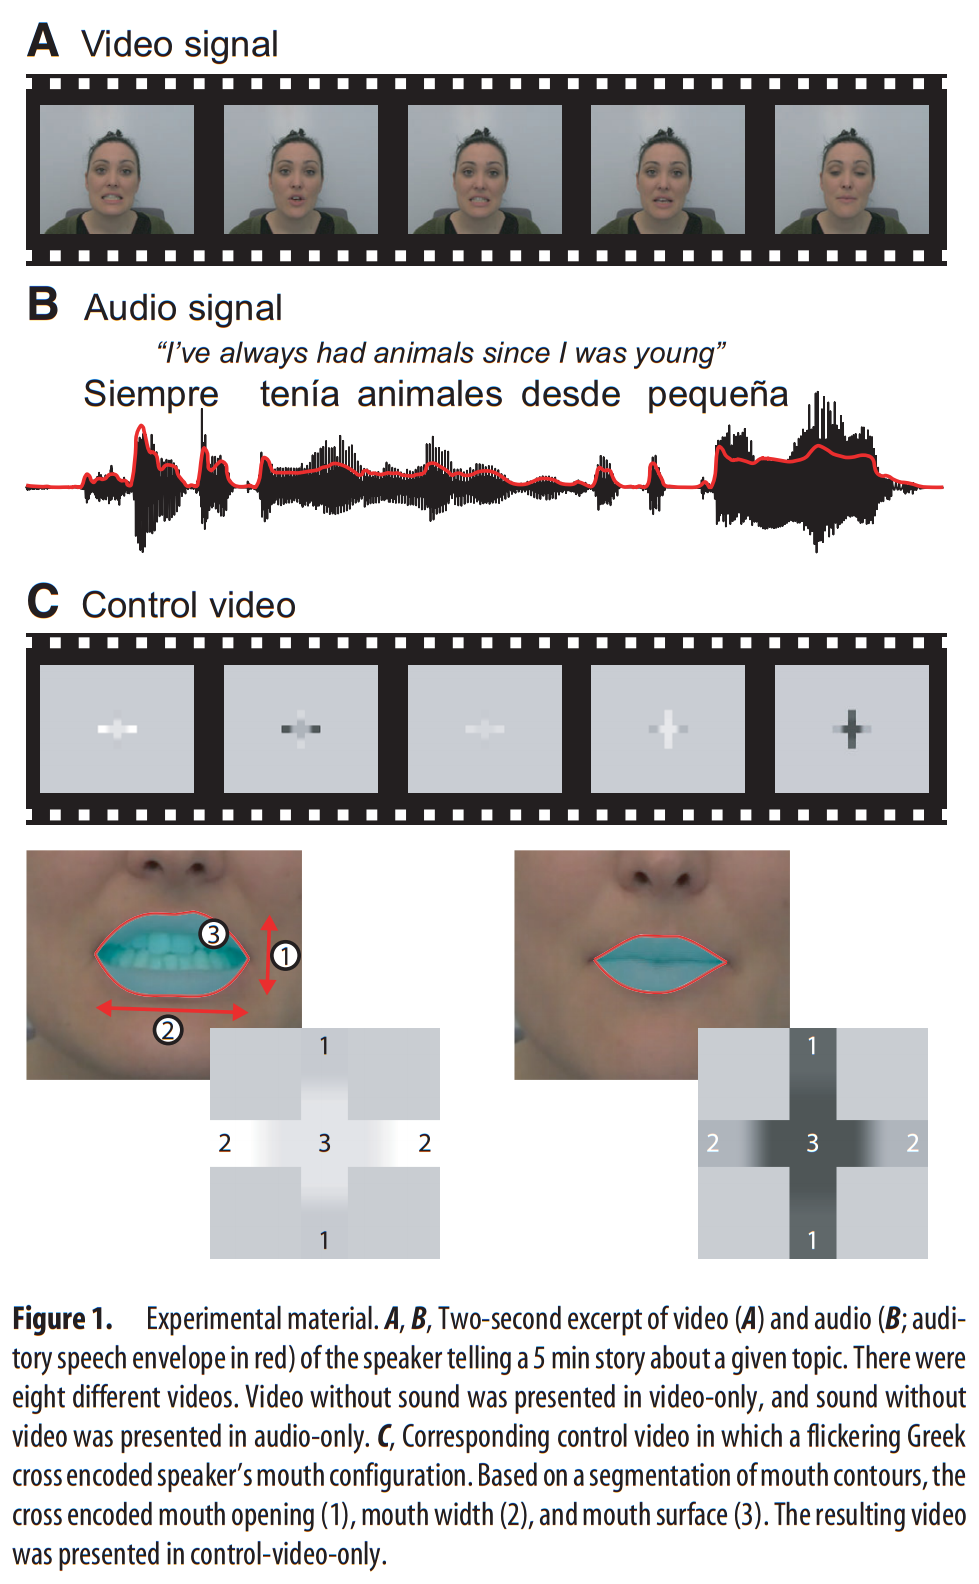 A Video signal
B Audio signal
“I’ve always had animals since I was young”
Siempre tenía animales desde pequeña
C Control video
3
1
2
1
2 3 2
1
1
2 3 2
1
Figure 1. Experimental material. A, B, Two-second excerpt of video (A) and audio (B; audi-
tory speech envelope in red) of the speaker telling a 5 min story about a given topic. There were
eight different videos. Video without sound was presented in video-only, and sound without
video was presented in audio-only. C, Corresponding control video in which a flickering Greek
cross encoded speaker’s mouth configuration. Based on a segmentation of mouth contours, the
cross encoded mouth opening (1), mouth width (2), and mouth surface (3). The resulting video
was presented in control-video-only.